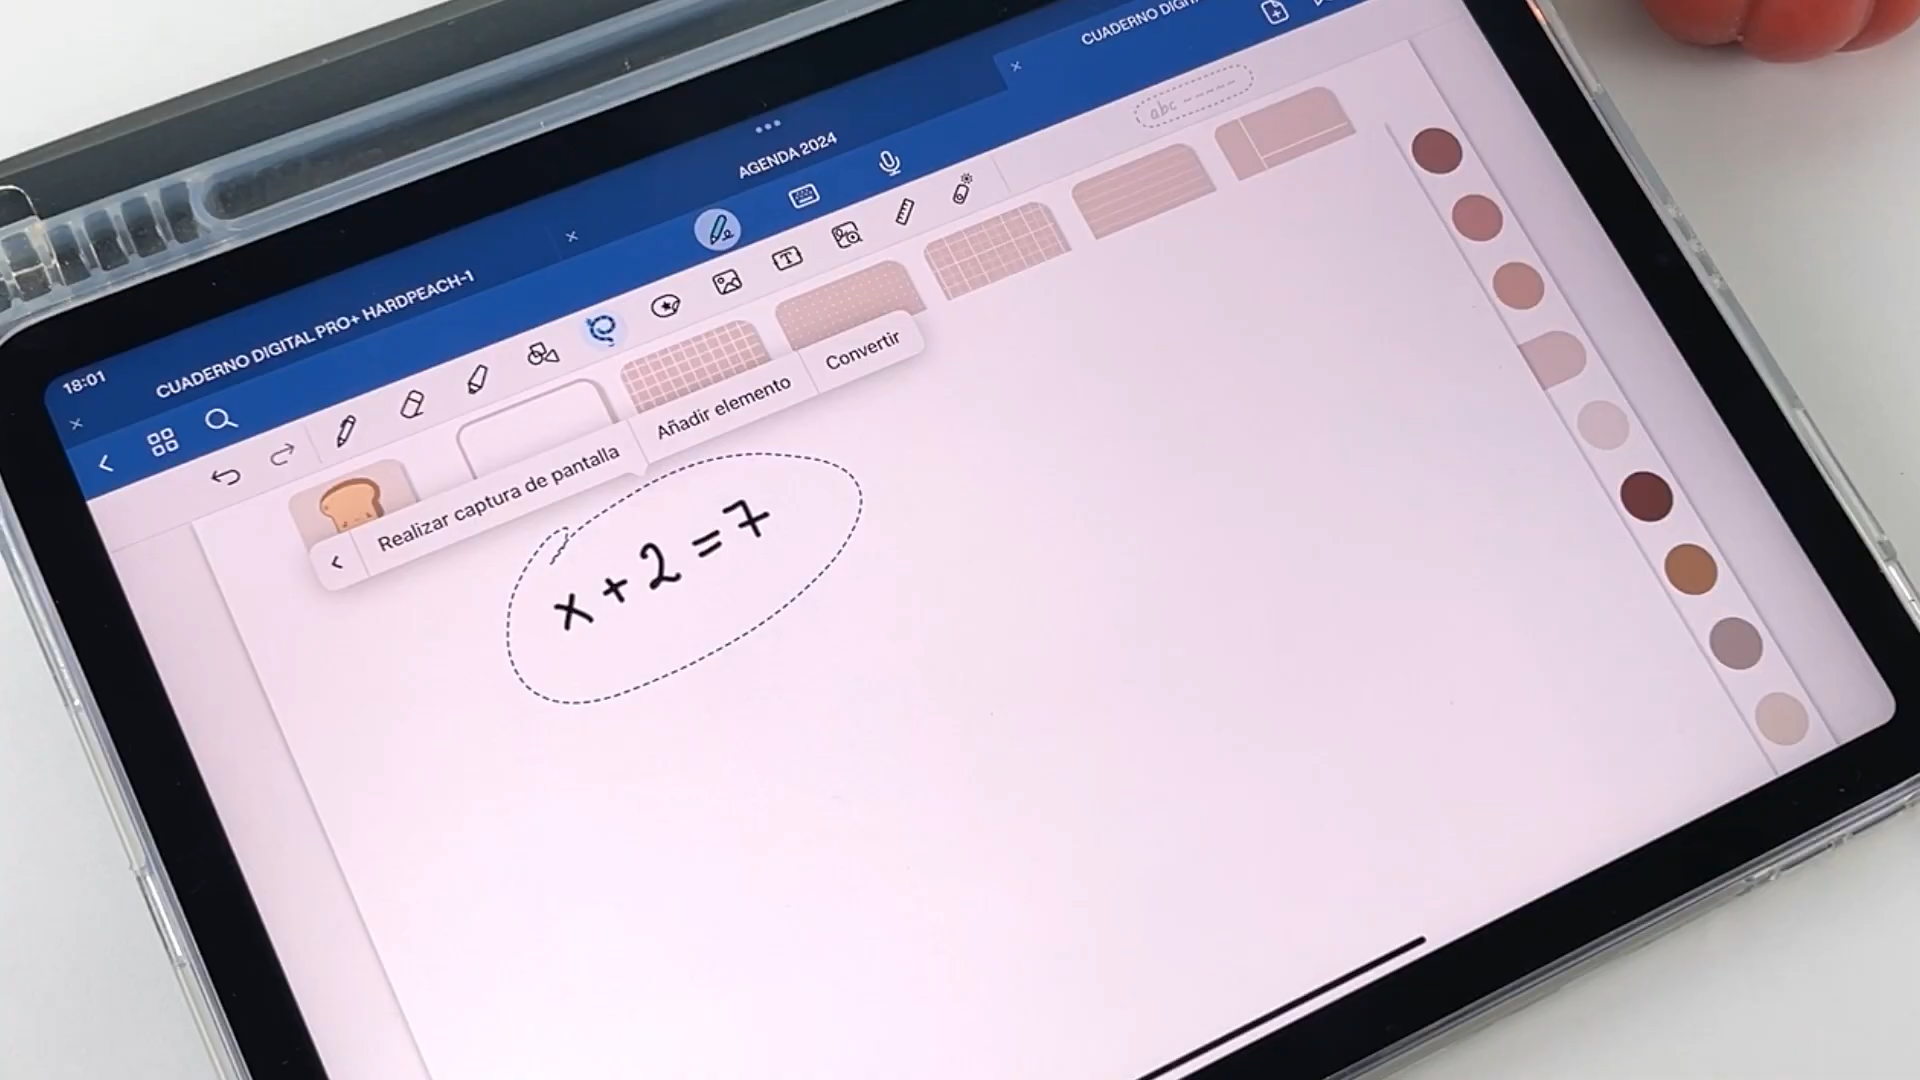 CUADERNO DIGITA
AGENDA 2024
CUADERNO DIGITAL PRO+ HARDPEACH-1
18:01
abc
T
Convertir
Añadir elemento
Realizar captura de pantalla
x + 2 = 7